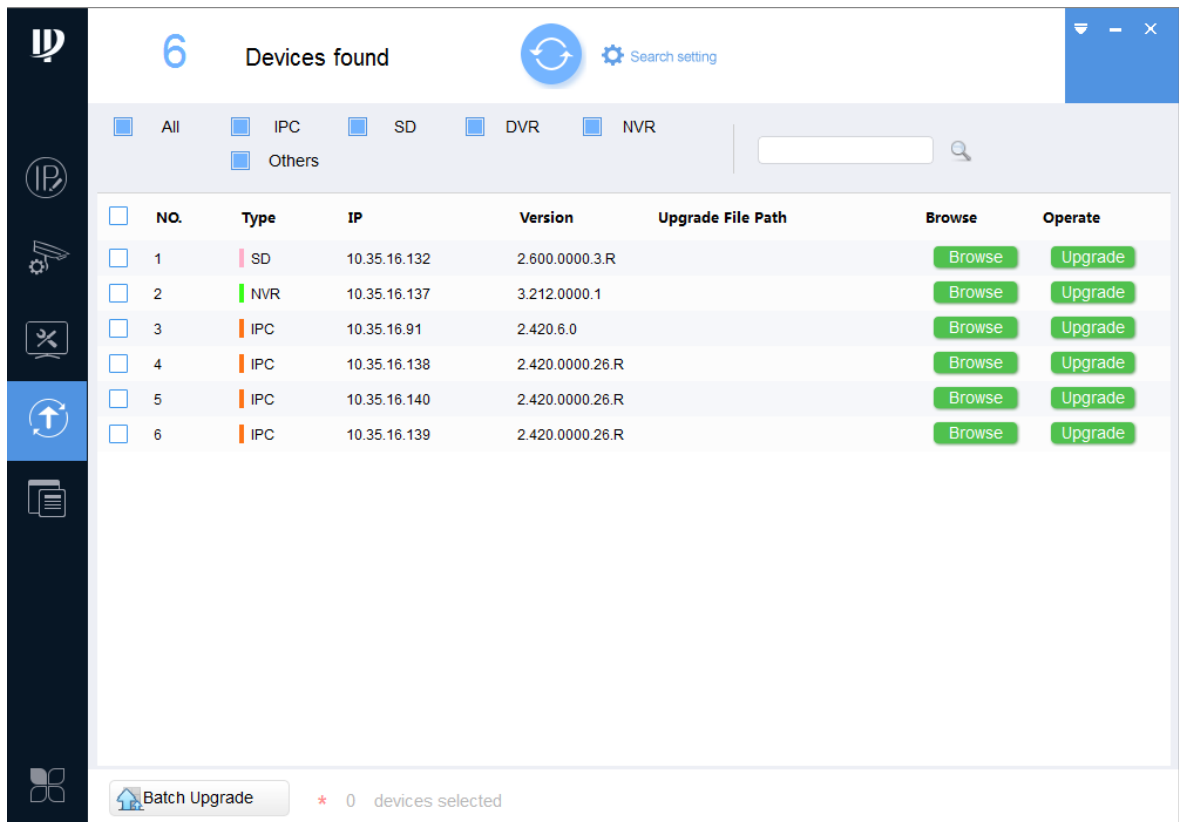 6 Devices found Search setting
All IPC SD DVR NVR
Others
NO. Type IP Version Upgrade File Path Browse Operate
1 SD 10.35.16.132 2.600.0000.3.R Browse Upgrade
2 NVR 10.35.16.137 3.212.0000.1 Browse Upgrade
3 IPC 10.35.16.91 2.420.6.0 Browse Upgrade
4 IPC 10.35.16.138 2.420.0000.26.R Browse Upgrade
5 IPC 10.35.16.140 2.420.0000.26.R Browse Upgrade
6 IPC 10.35.16.139 2.420.0000.26.R Browse Upgrade
Batch Upgrade * 0 devices selected